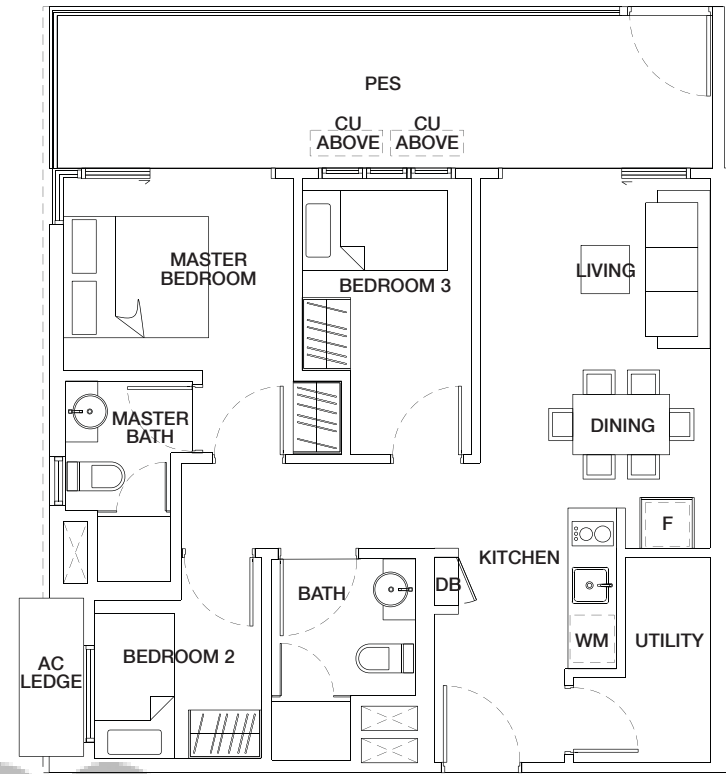 PES
CU
ABOVE
CU
ABOVE
MASTER
BEDROOM
BEDROOM 3
LIVING
MASTER
BATH
DINING
F
KITCHEN
DB
BATH
WM
UTILITY
BEDROOM 2
AC
LEDGE